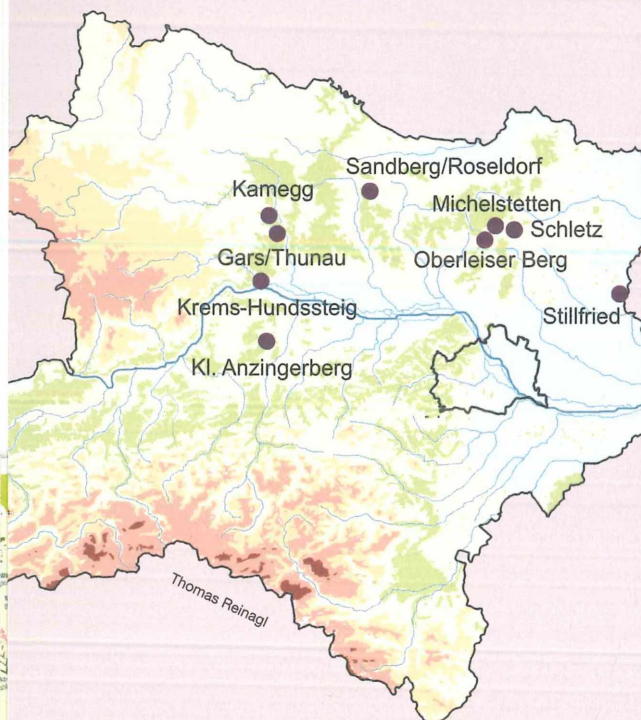 Sandberg/Roseldorf
Kamegg
Michelstetten
Schletz
Gars/Thunau
Oberleiser Berg
Krems-Hundssteig
Stillfried
Kl. Anzingerberg
Thomas Reinagl